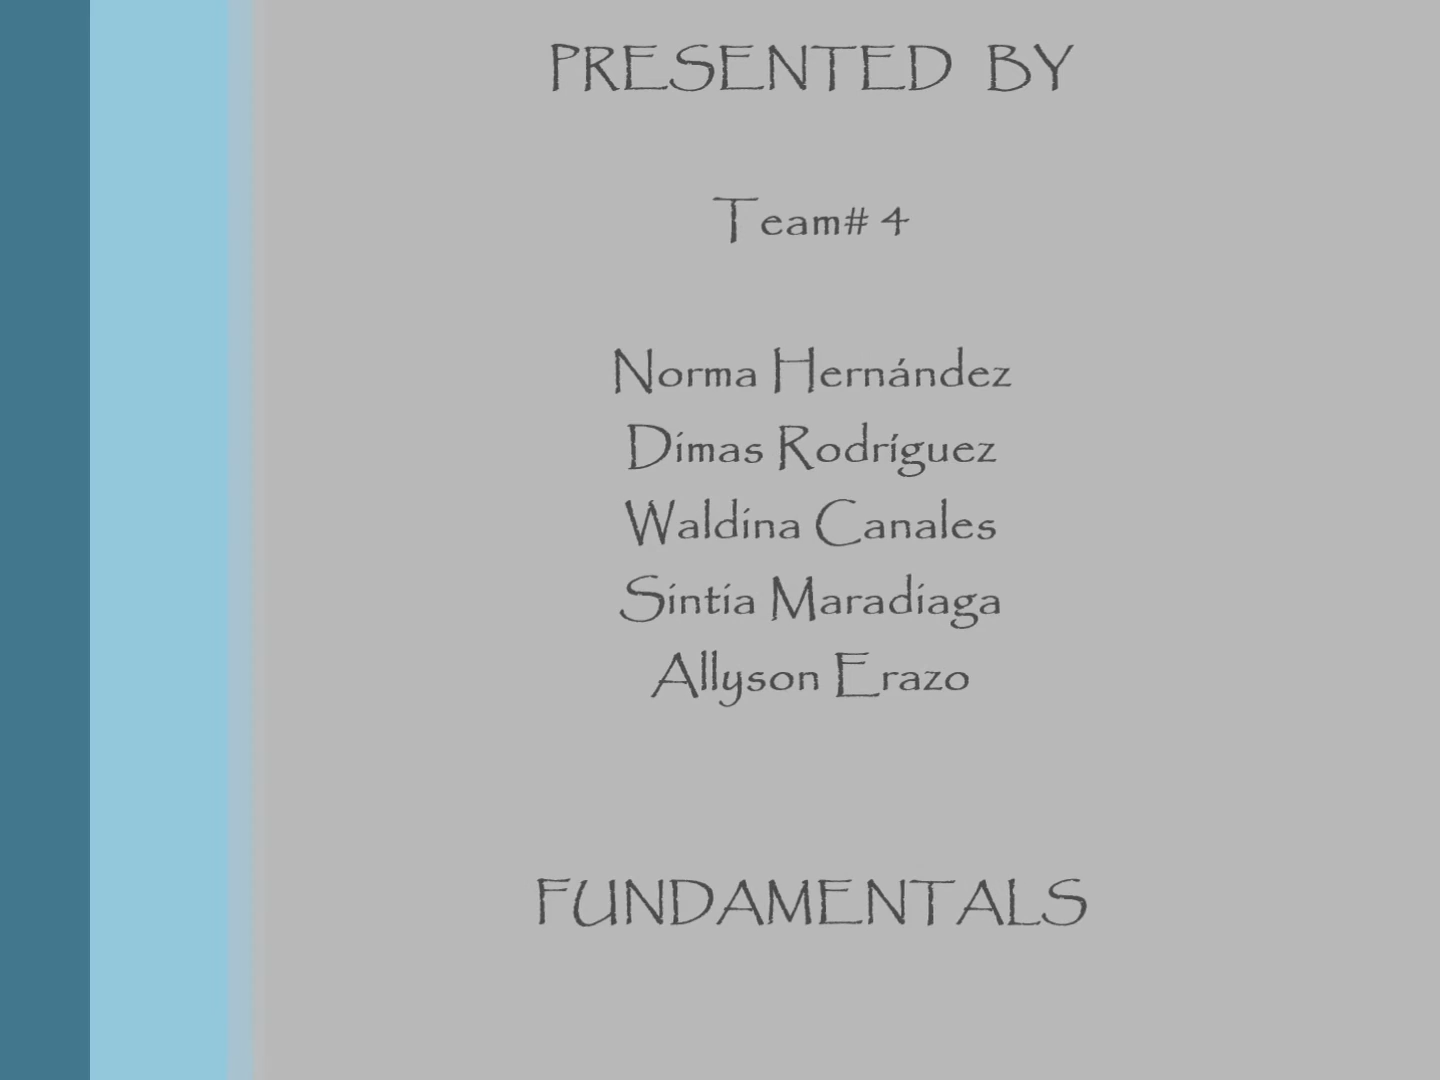 PRESENTED BY
Team# 4
Norma Hernández
Dimas Rodríguez
Waldina Canales
Sintia Maradiaga
Allyson Erazo
FUNDAMENTALS